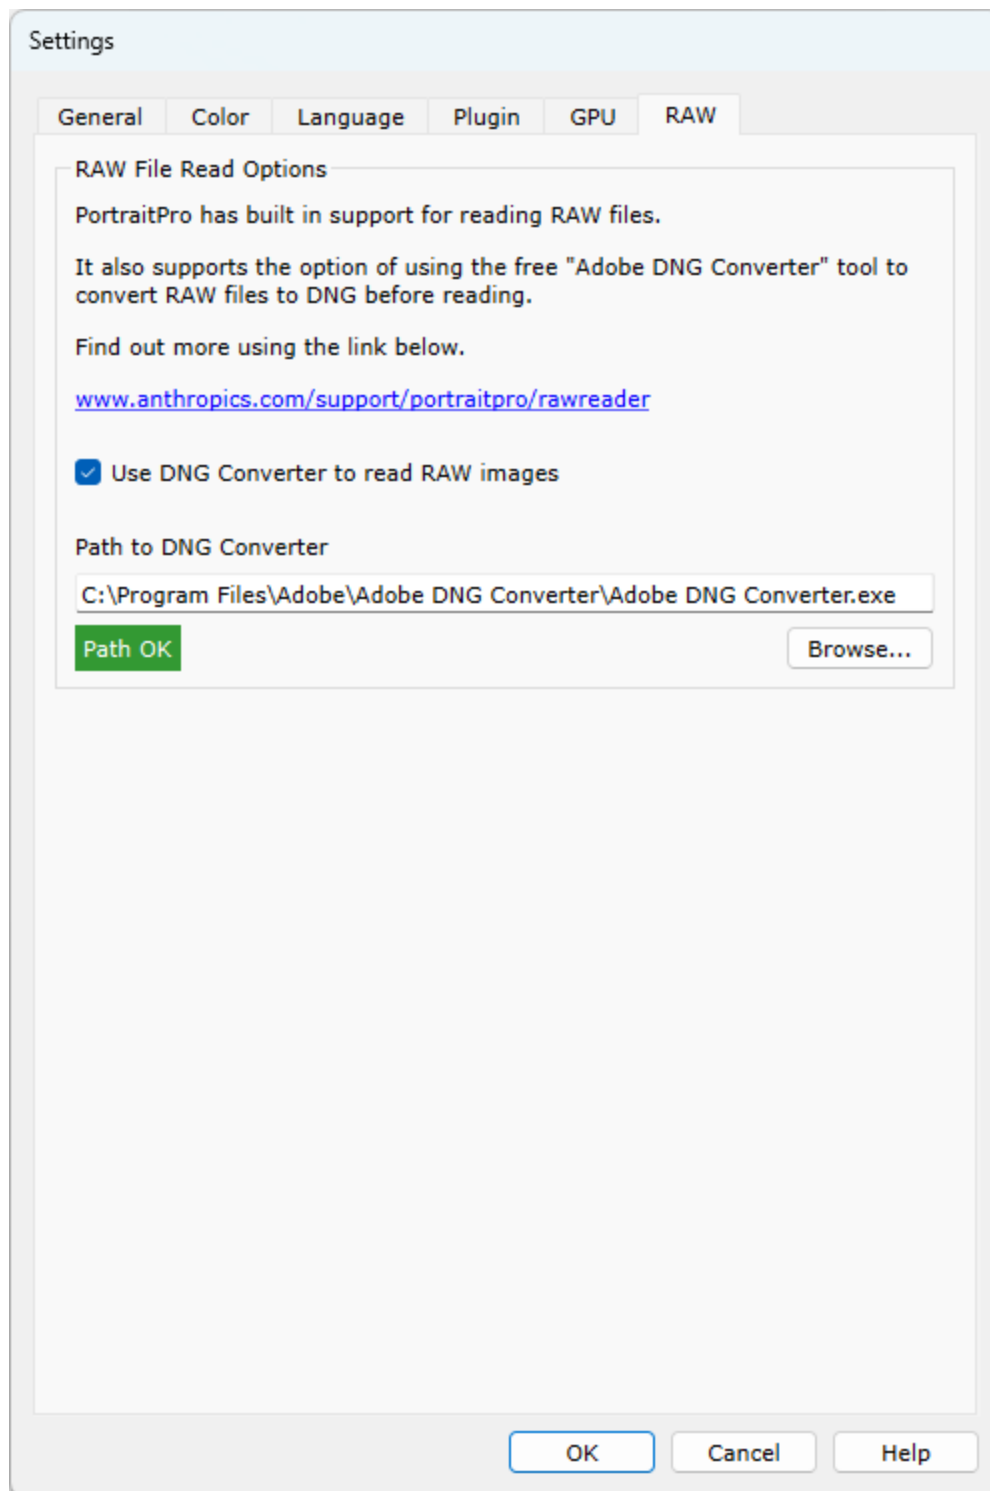 Settings
General Color Language Plugin GPU RAW
RAW File Read Options
PortraitPro has built in support for reading RAW files.
It also supports the option of using the free "Adobe DNG Converter" tool to
convert RAW files to DNG before reading.
Find out more using the link below.
www.anthropics.com/support/portraitpro/rawreader
Use DNG Converter to read RAW images
Path to DNG Converter
C:\Program Files\Adobe\Adobe DNG Converter\Adobe DNG Converter.exe
Path OK Browse...
OK Cancel Help